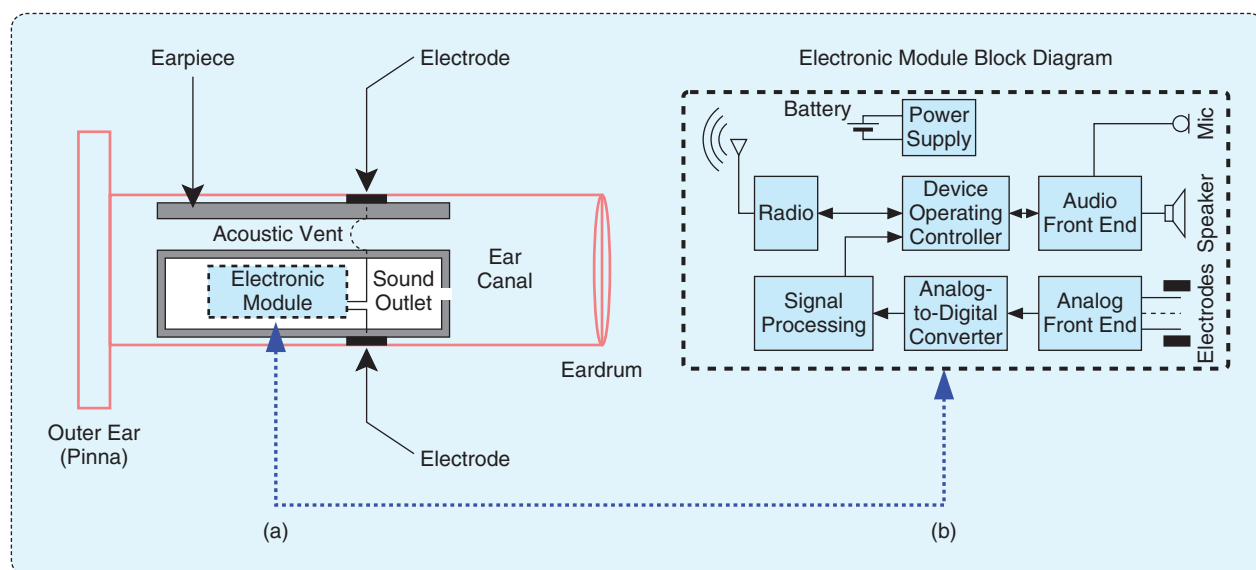 Earpiece
Electrode
Acoustic Vent
Electronic
Module
Sound
Outlet
Ear
Canal
Eardrum
Outer Ear
(Pinna)
Electrode
(a)
Electronic Module Block Diagram
Battery
Power
Supply
Mic
Radio
Device
Operating
Controller
Audio
Front End
Speaker
Signal
Processing
Analog-
to-Digital
Converter
Analog
Front End
Electrodes
(b)